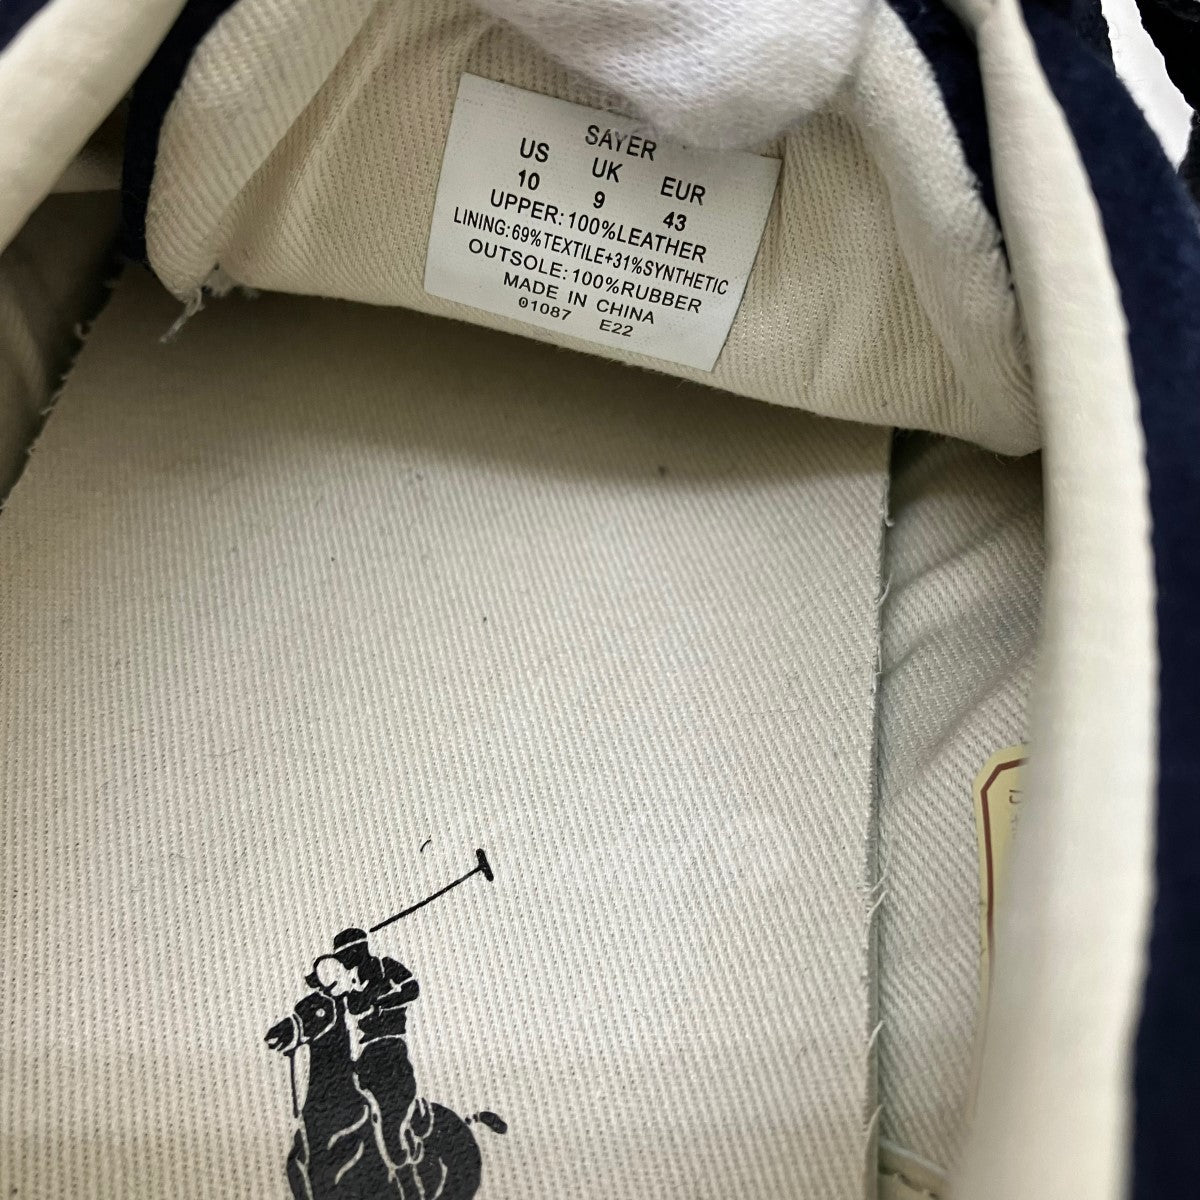 SAYER
US UK EUR
10 9 43
UPPER:100%LEATHER
LINING:69%TEXTILE+31%SYNTHETIC
OUTSOLE:100%RUBBER
MADE IN CHINA
01087 E22